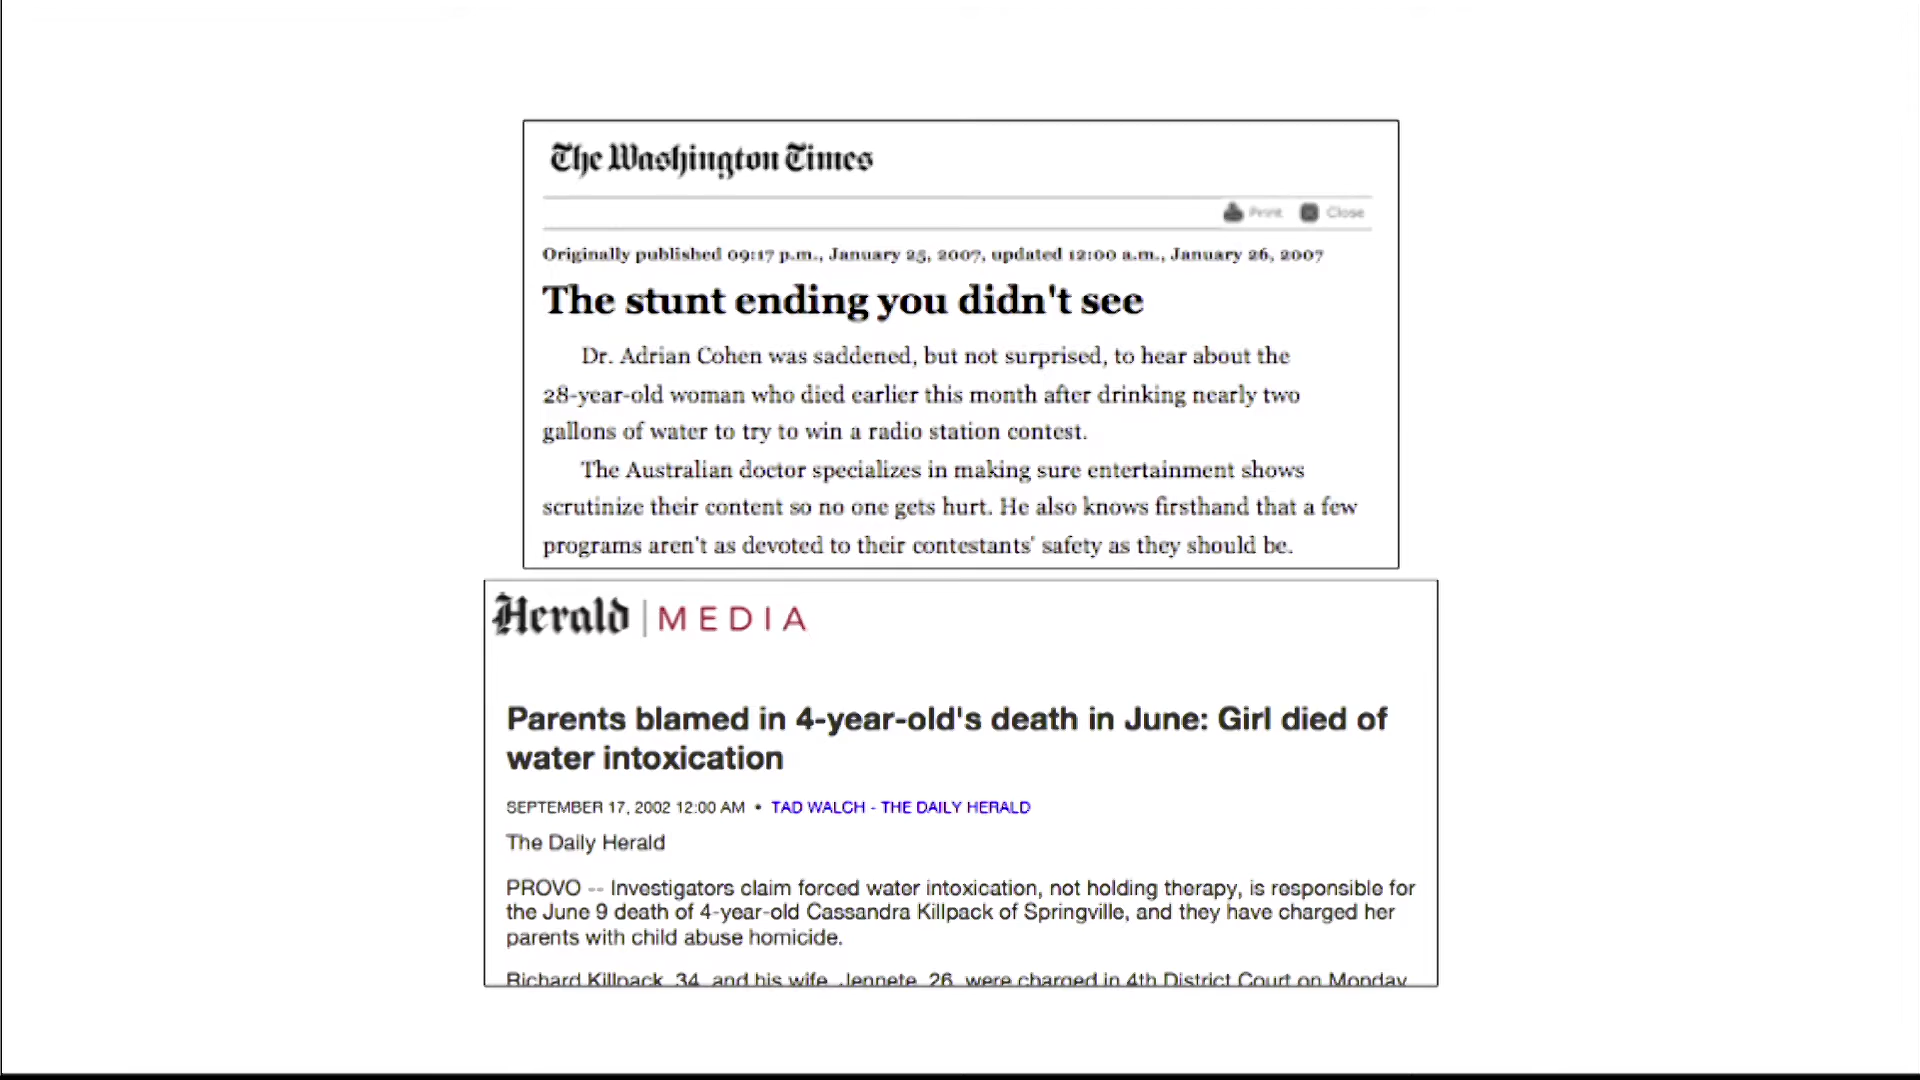 The Washington Times
Print Close
Originally published 09:17 p.m., January 25, 2007, updated 12:00 a.m., January 26, 2007
The stunt ending you didn't see
Dr. Adrian Cohen was saddened, but not surprised, to hear about the
28-year-old woman who died earlier this month after drinking nearly two
gallons of water to try to win a radio station contest.
The Australian doctor specializes in making sure entertainment shows
scrutinize their content so no one gets hurt. He also knows firsthand that a few
programs aren't as devoted to their contestants' safety as they should be.
Herald | MEDIA
Parents blamed in 4-year-old's death in June: Girl died of
water intoxication
SEPTEMBER 17, 2002 12:00 AM • TAD WALCH - THE DAILY HERALD
The Daily Herald
PROVO -- Investigators claim forced water intoxication, not holding therapy, is responsible for
the June 9 death of 4-year-old Cassandra Killpack of Springville, and they have charged her
parents with child abuse homicide.
Richard Killpack, 34, and his wife, Jennete, 26, were charged in 4th District Court on Monday